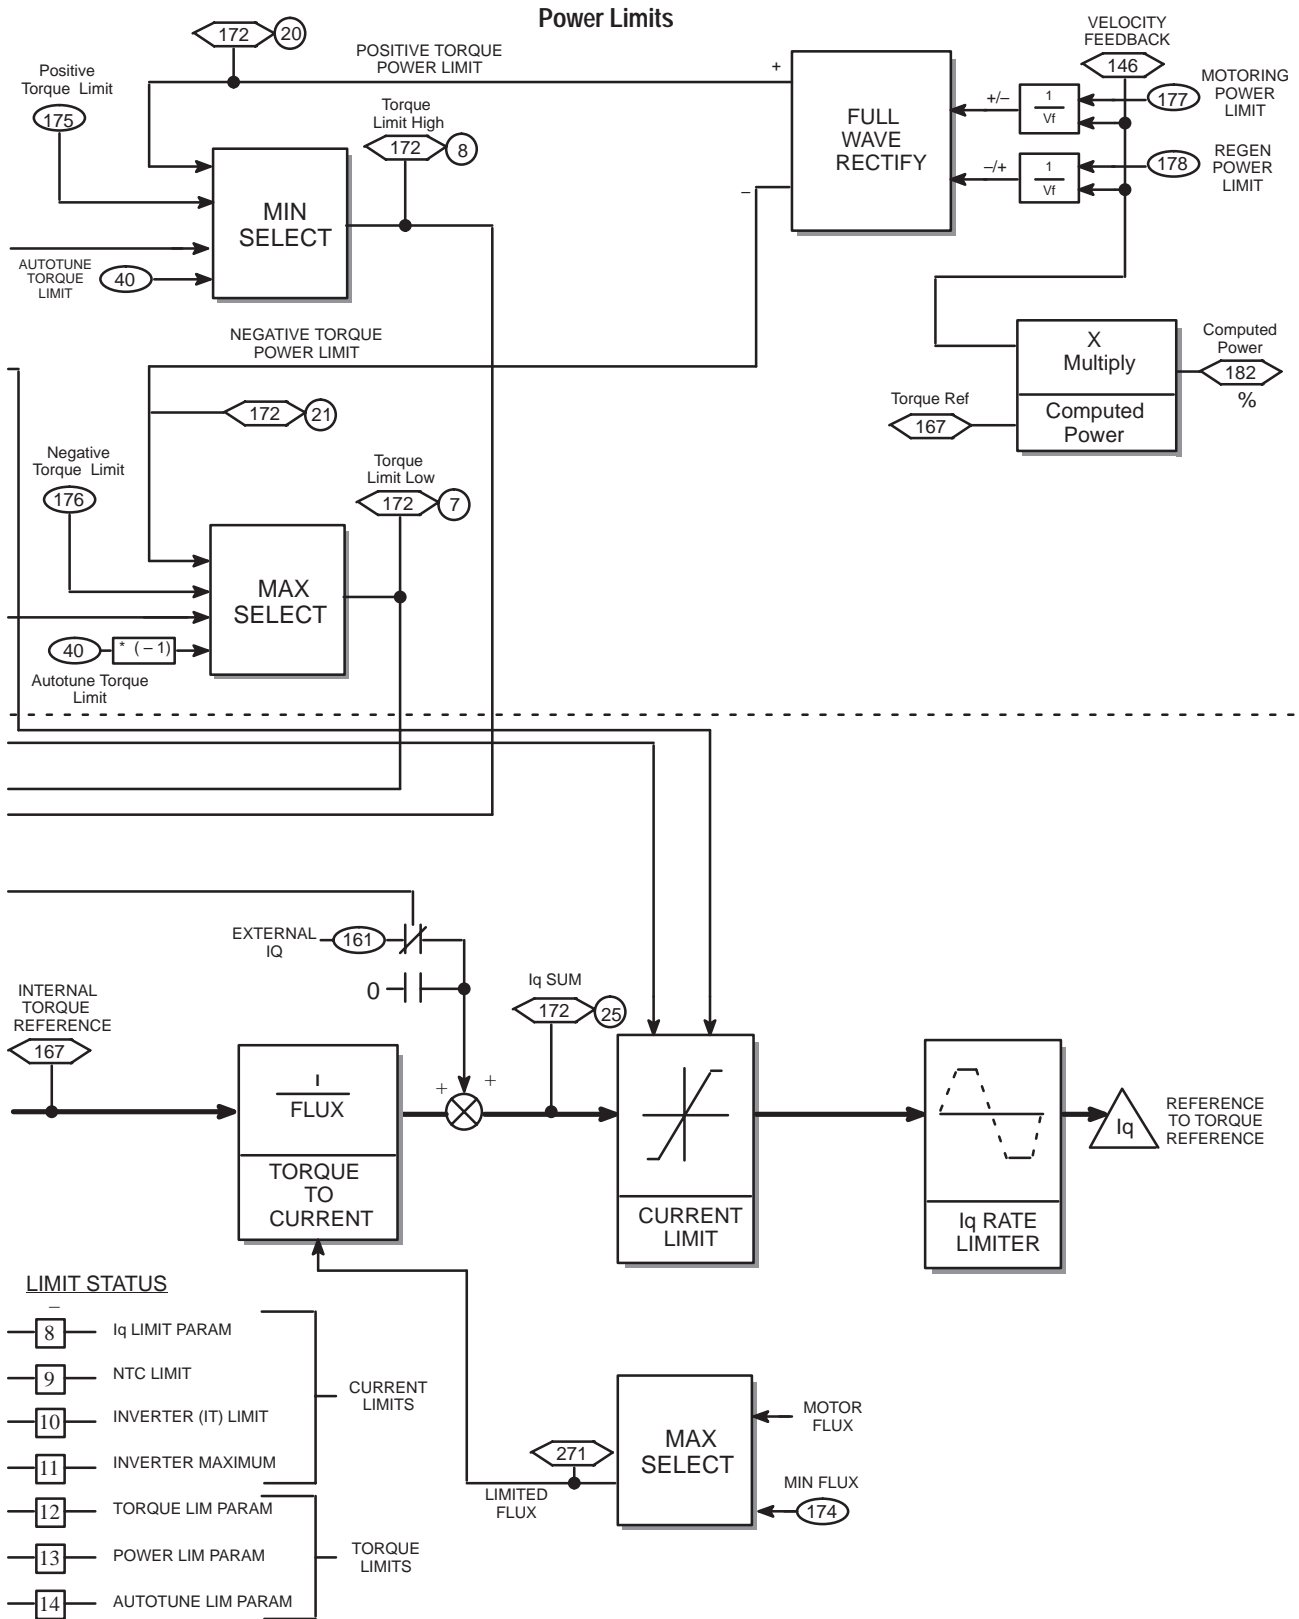 Power Limits
172
20
POSITIVE TORQUE
POWER LIMIT
VELOCITY
FEEDBACK
146
Positive
Torque Limit
175
Torque
Limit High
172
8
+
–
FULL
WAVE
RECTIFY
+/–
1
Vf
177
MOTORING
POWER
LIMIT
–/+
1
Vf
178
REGEN
POWER
LIMIT
MIN
SELECT
AUTOTUNE
TORQUE
LIMIT
40
NEGATIVE TORQUE
POWER LIMIT
X
Multiply
Computed
Power
Computed
Power
182
%
Torque Ref
167
172
21
Negative
Torque Limit
176
Torque
Limit Low
172
7
MAX
SELECT
40
* ( – 1)
Autotune Torque
Limit
EXTERNAL
IQ
161
0
Iq SUM
172
25
INTERNAL
TORQUE
REFERENCE
167
I
FLUX
TORQUE
TO
CURRENT
+
+
CURRENT
LIMIT
Iq RATE
LIMITER
Iq
REFERENCE
TO TORQUE
REFERENCE
LIMIT STATUS
–
8
Iq LIMIT PARAM
9
NTC LIMIT
10
INVERTER (IT) LIMIT
11
INVERTER MAXIMUM
CURRENT
LIMITS
12
TORQUE LIM PARAM
13
POWER LIM PARAM
14
AUTOTUNE LIM PARAM
TORQUE
LIMITS
271
LIMITED
FLUX
MAX
SELECT
MOTOR
FLUX
MIN FLUX
174